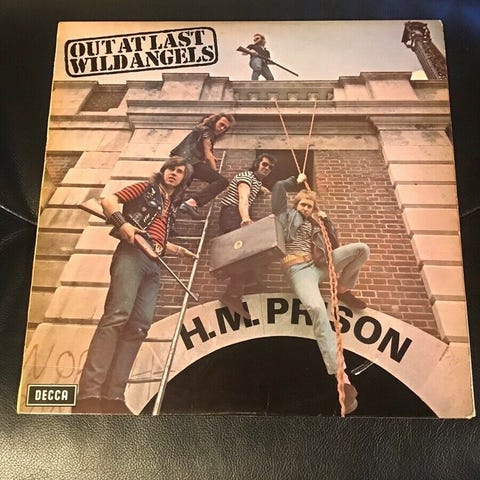 OUT AT LAST
WILD ANGELS
H.M. PRISON
DECCA